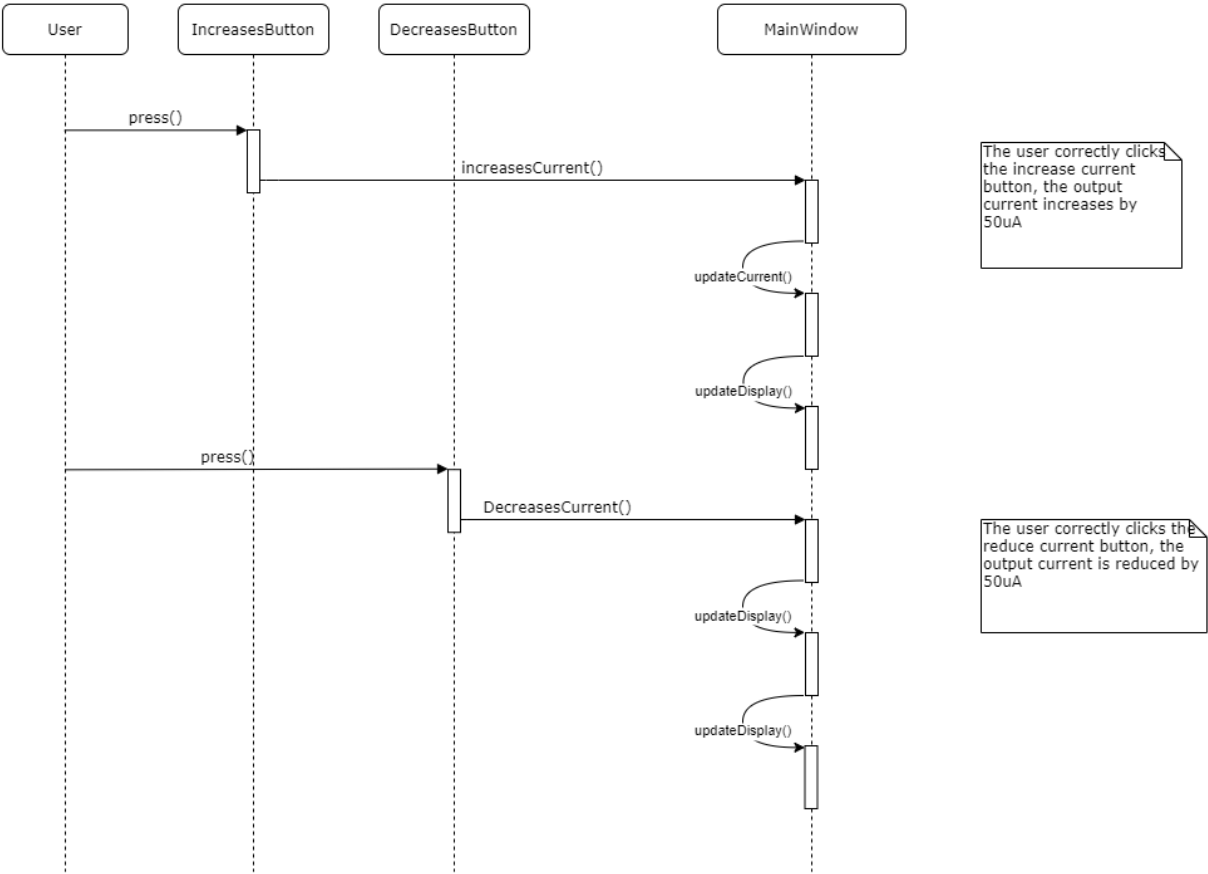 User
IncreasesButton
DecreasesButton
MainWindow
press()
increasesCurrent()
The user correctly clicks
the increase current
button, the output
current increases by
50uA
updateCurrent()
updateDisplay()
press()
DecreasesCurrent()
The user correctly clicks the
reduce current button, the
output current is reduced by
50uA
updateDisplay()
updateDisplay()